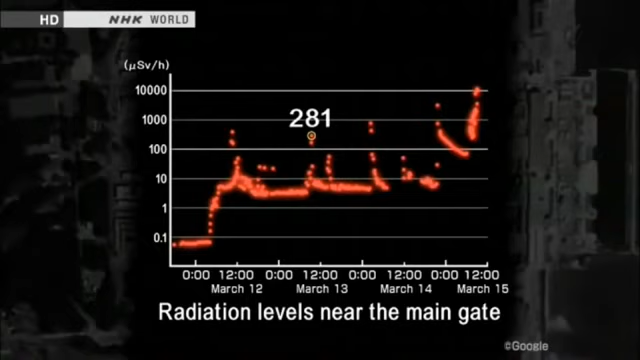 HD NHK WORLD
(μSv/h)
10000
1000
281
100
10
1
0.1
0:00 12:00 0:00 12:00 0:00 12:00 0:00 12:00
March 12 March 13 March 14 March 15
Radiation levels near the main gate
©Google